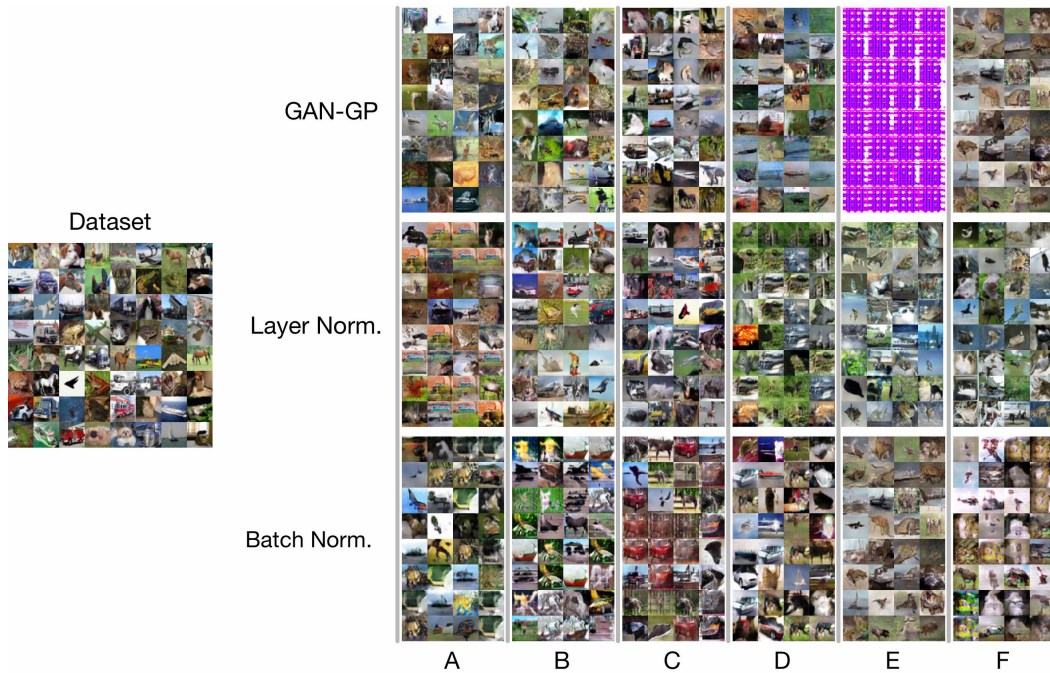 GAN-GP
Dataset
Layer Norm.
Batch Norm.
A B C D E F